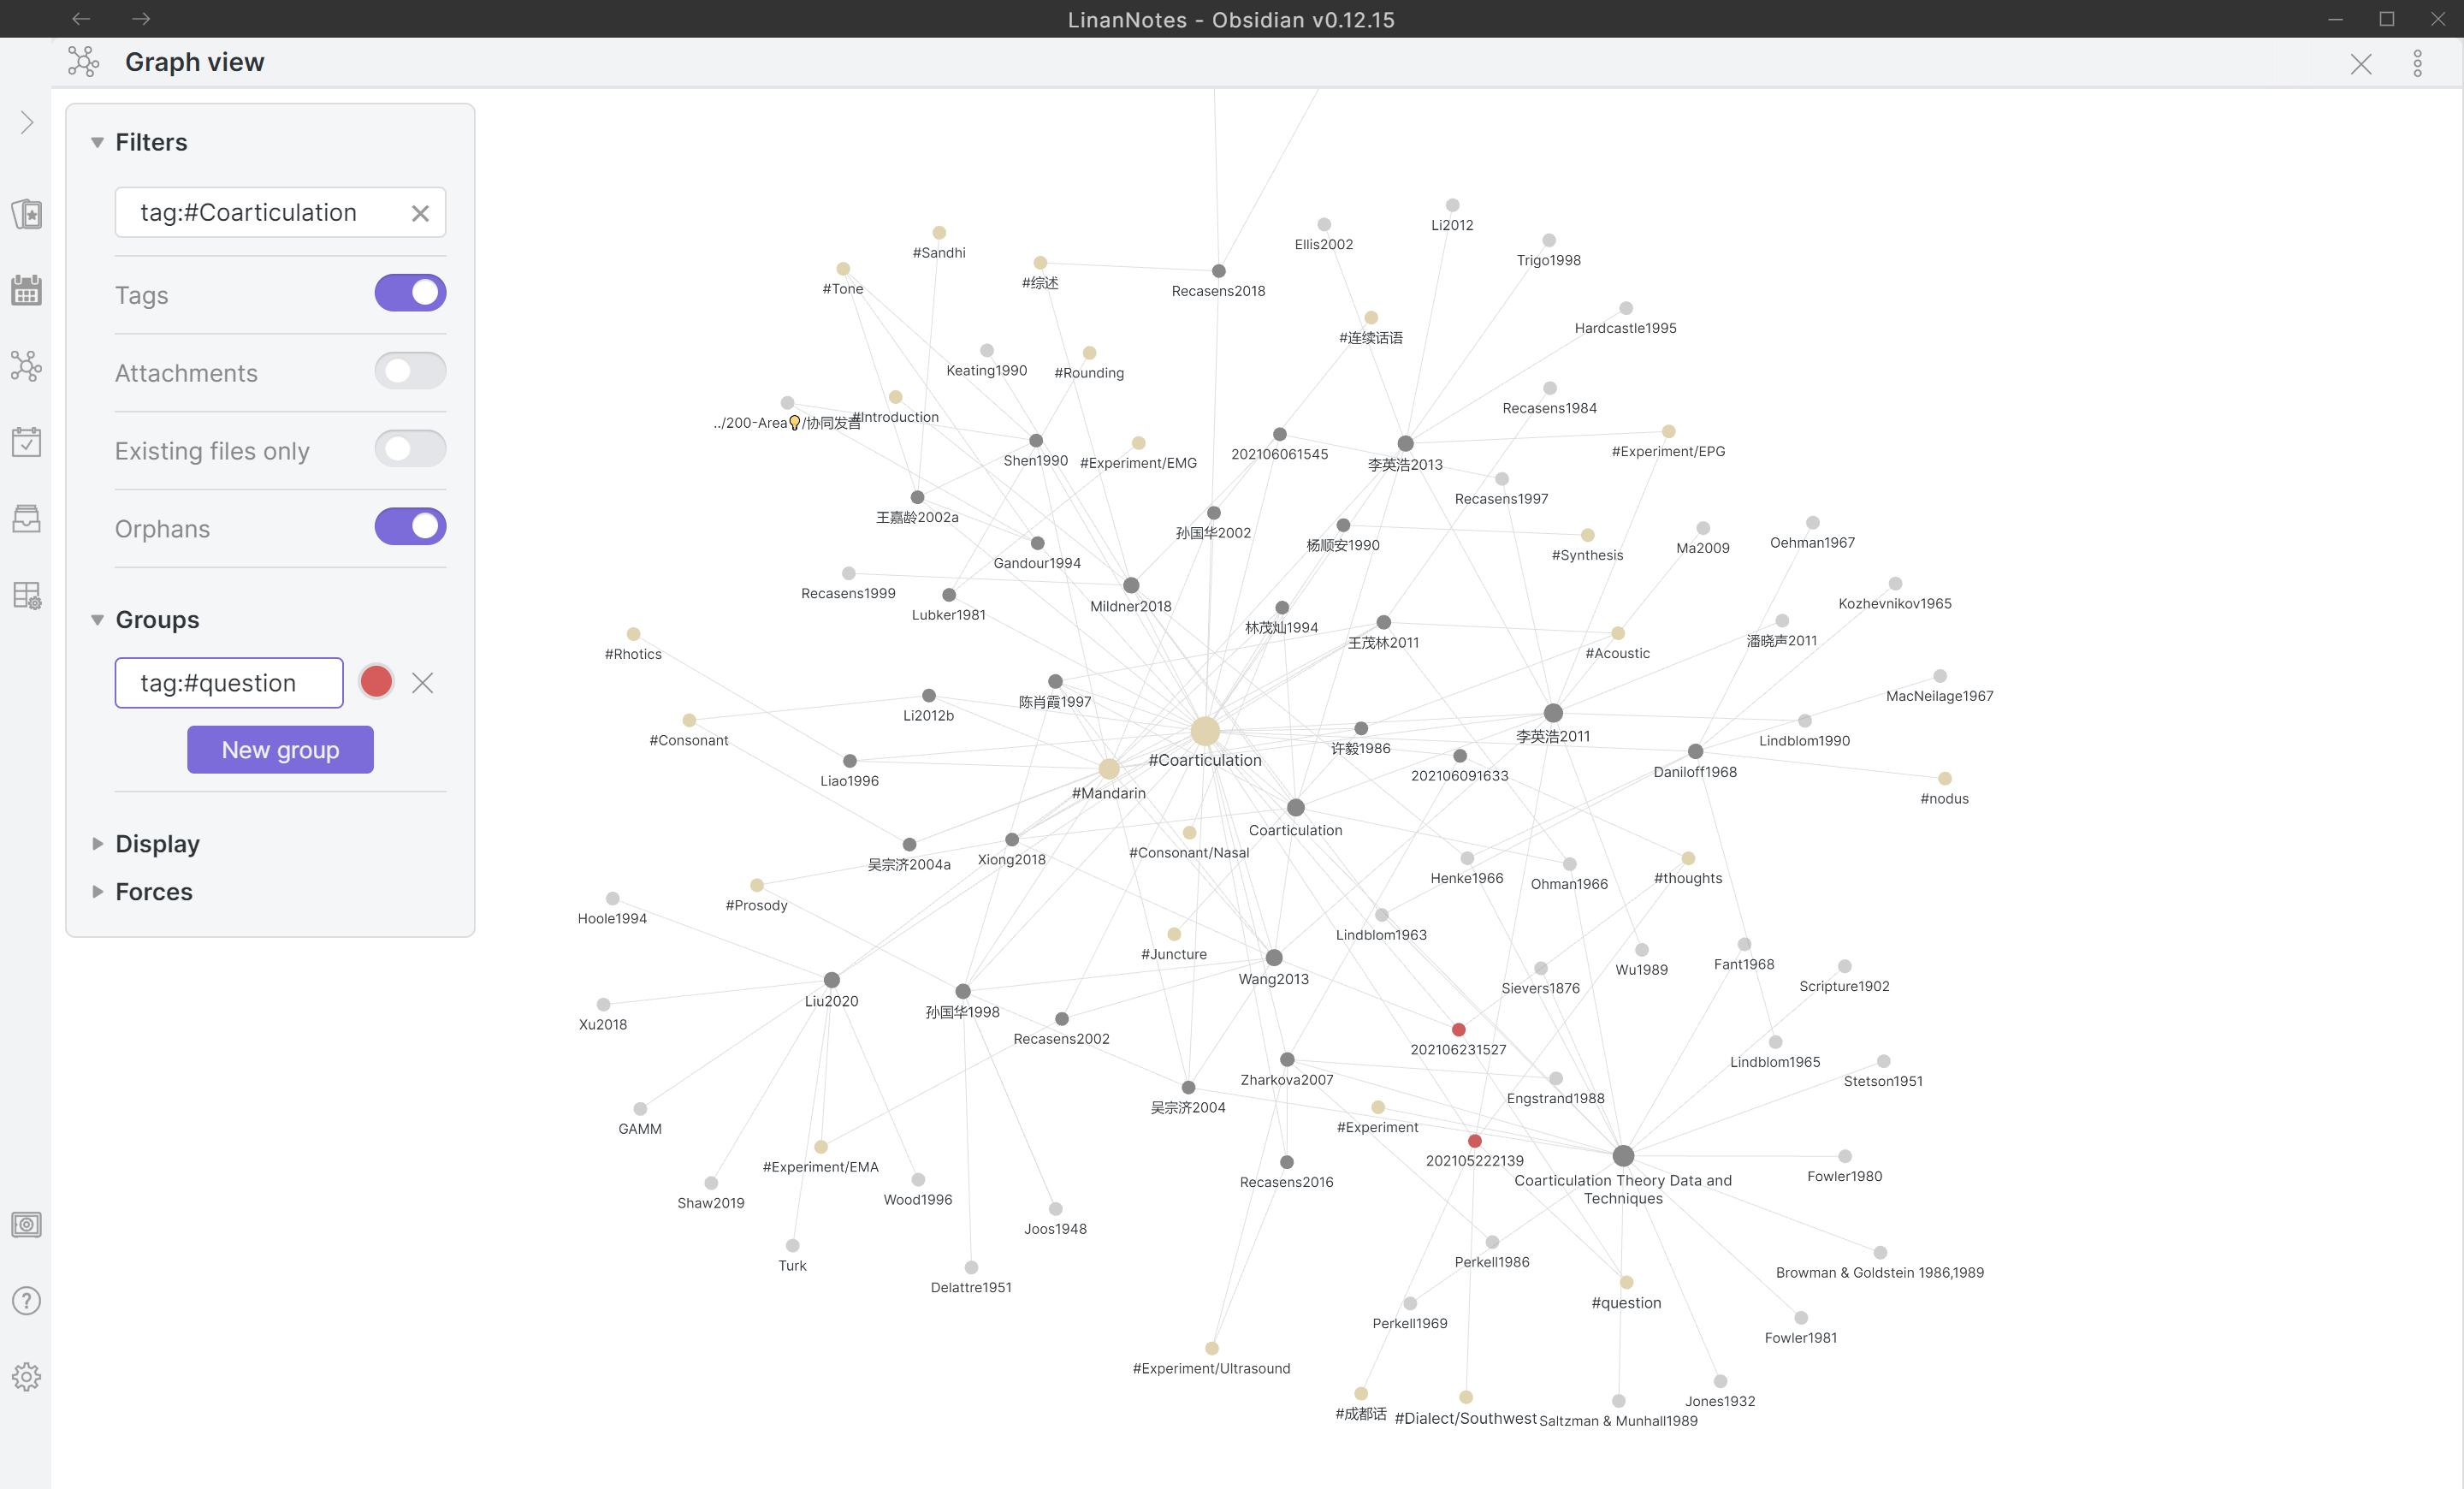 LinanNotes - Obsidian v0.12.15
Graph view
Filters
tag:#Coarticulation
Tags
Attachments
Existing files only
Orphans
Groups
tag:#question
New group
Display
Forces
Li2012
Ellis2002
#Sandhi
Trigo1998
#综述
#Tone
Recasens2018
Hardcastle1995
#连续话语
Keating1990
#Rounding
Recasens1984
../200-Area💡/协同发音
#Introduction
Shen1990
#Experiment/EMG
202106061545
李英浩2013
#Experiment/EPG
Recasens1997
王嘉龄2002a
孙国华2002
杨顺安1990
Oehman1967
Ma2009
#Synthesis
Gandour1994
Recasens1999
Lubker1981
Mildner2018
Kozhevnikov1965
林茂灿1994
王茂林2011
潘晓声2011
#Rhotics
#Acoustic
MacNeilage1967
陈肖霞1997
Li2012b
#Consonant
许毅1986
李英浩2011
Lindblom1990
#Coarticulation
202106091633
Daniloff1968
Liao1996
#Mandarin
#nodus
Coarticulation
#Consonant/Nasal
吴宗济2004a
Xiong2018
Henke1966
Ohman1966
#thoughts
#Prosody
Hoole1994
Lindblom1963
#Juncture
Wang2013
Wu1989
Fant1968
Sievers1876
Scripture1902
Liu2020
孙国华1998
Xu2018
Recasens2002
202106231527
Lindblom1965
Zharkova2007
Stetson1951
Engstrand1988
吴宗济2004
GAMM
#Experiment
202105222139
#Experiment/EMA
Recasens2016
Coarticulation Theory Data and
Techniques
Fowler1980
Shaw2019
Wood1996
Joos1948
Turk
Delattre1951
Perkell1986
Browman & Goldstein 1986,1989
#question
Perkell1969
Fowler1981
#Experiment/Ultrasound
Jones1932
#成都话
#Dialect/Southwest
Saltzman & Munhall1989